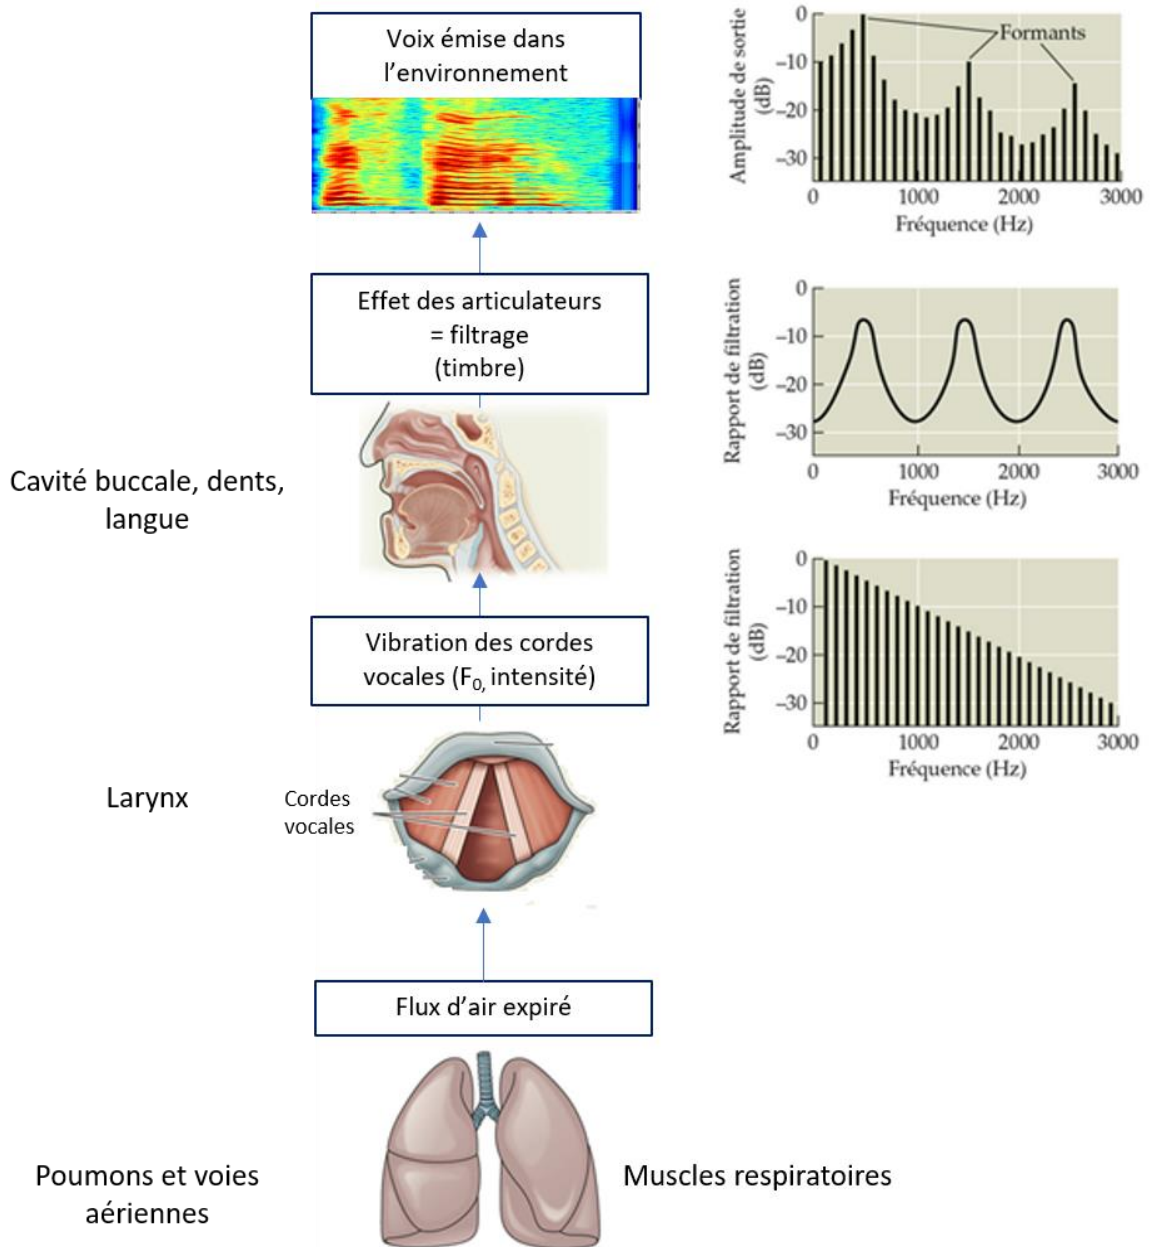 Voix émise dans
l'environnement
Amplitude de sortie
(dB)
0
−10
−20
−30
Formants
0
1000
2000
3000
Fréquence (Hz)
Effet des articulateurs
= filtrage
(timbre)
Rapport de filtration
(dB)
0
−10
−20
−30
0
1000
2000
3000
Fréquence (Hz)
Cavité buccale, dents,
langue
Vibration des cordes
vocales (F0, intensité)
Rapport de filtration
(dB)
0
−10
−20
−30
0
1000
2000
3000
Fréquence (Hz)
Larynx
Cordes
vocales
Flux d'air expiré
Poumons et voies
aériennes
Muscles respiratoires